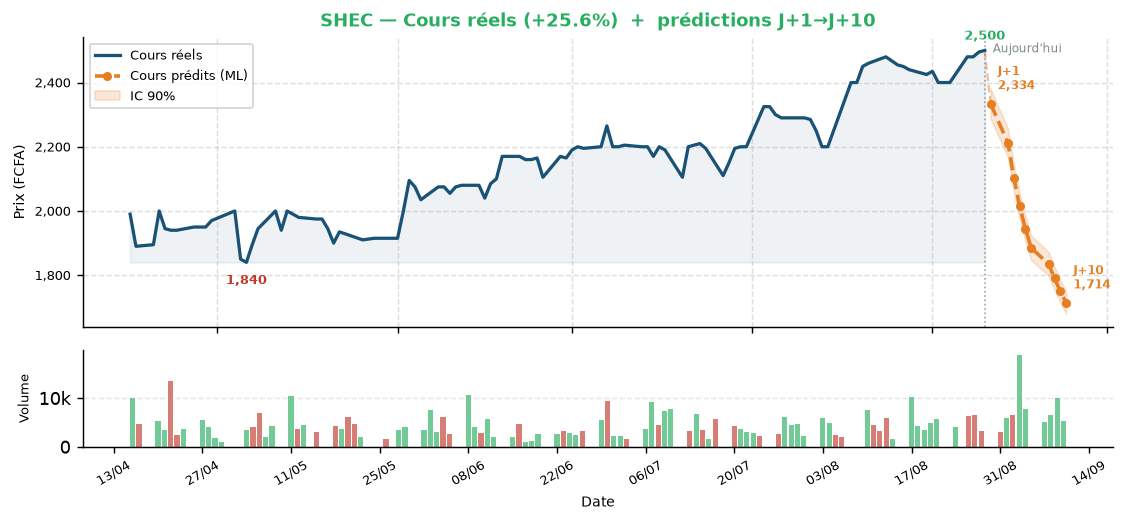 SHEC — Cours réels (+25.6%)  +  prédictions J+1→J+10
Cours réels
Cours prédits (ML)
IC 90%
2,500
Aujourd'hui
J+1
2,334
J+10
1,714
1,840
Prix (FCFA)
2,400
2,200
2,000
1,800
Volume
10k
0
13/04
27/04
11/05
25/05
08/06
22/06
06/07
20/07
03/08
17/08
31/08
14/09
Date